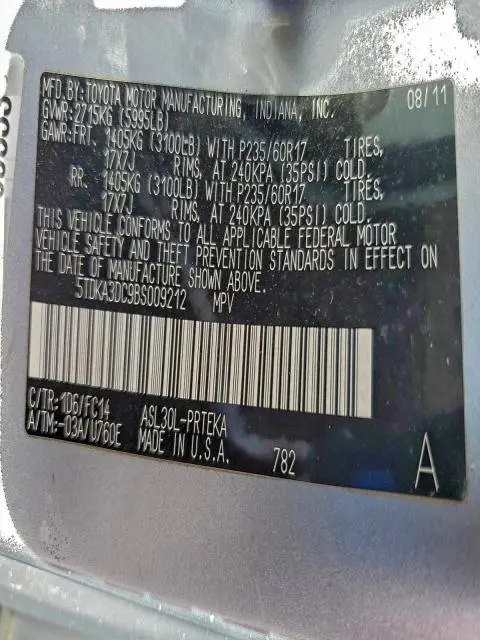 MFD.BY:TOYOTA MOTOR MANUFACTURING, INDIANA, INC. 08/11
GVWR:2715KG (5995LB)
GAWR:FRT. 1405KG (3100LB) WITH P235/60R17 TIRES,
17X7J RIMS, AT 240KPA (35PSI) COLD.
RR. 1405KG (3100LB) WITH P235/60R17 TIRES,
17X7J RIMS, AT 240KPA (35PSI) COLD.
THIS VEHICLE CONFORMS TO ALL APPLICABLE FEDERAL MOTOR
VEHICLE SAFETY AND THEFT PREVENTION STANDARDS IN EFFECT ON
THE DATE OF MANUFACTURE SHOWN ABOVE.
5TDKA3DC9BS009212 MPV
C/TR:1D6/FC14 ASL30L-PRTEKA
A/TM:-03A/U760E MADE IN U.S.A. 782 A